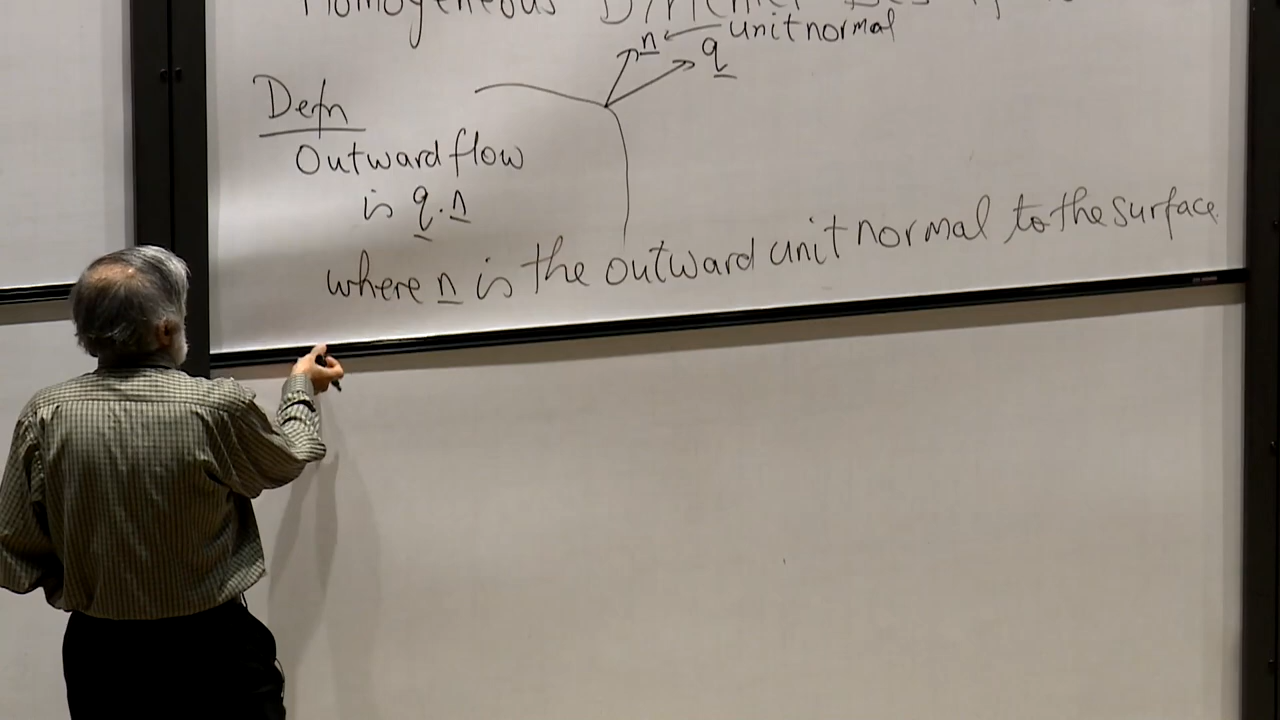 Homogeneous Dirichlet
n ← unit normal
q
Defn
Outward flow
is q . n
where n is the outward unit normal to the surface.